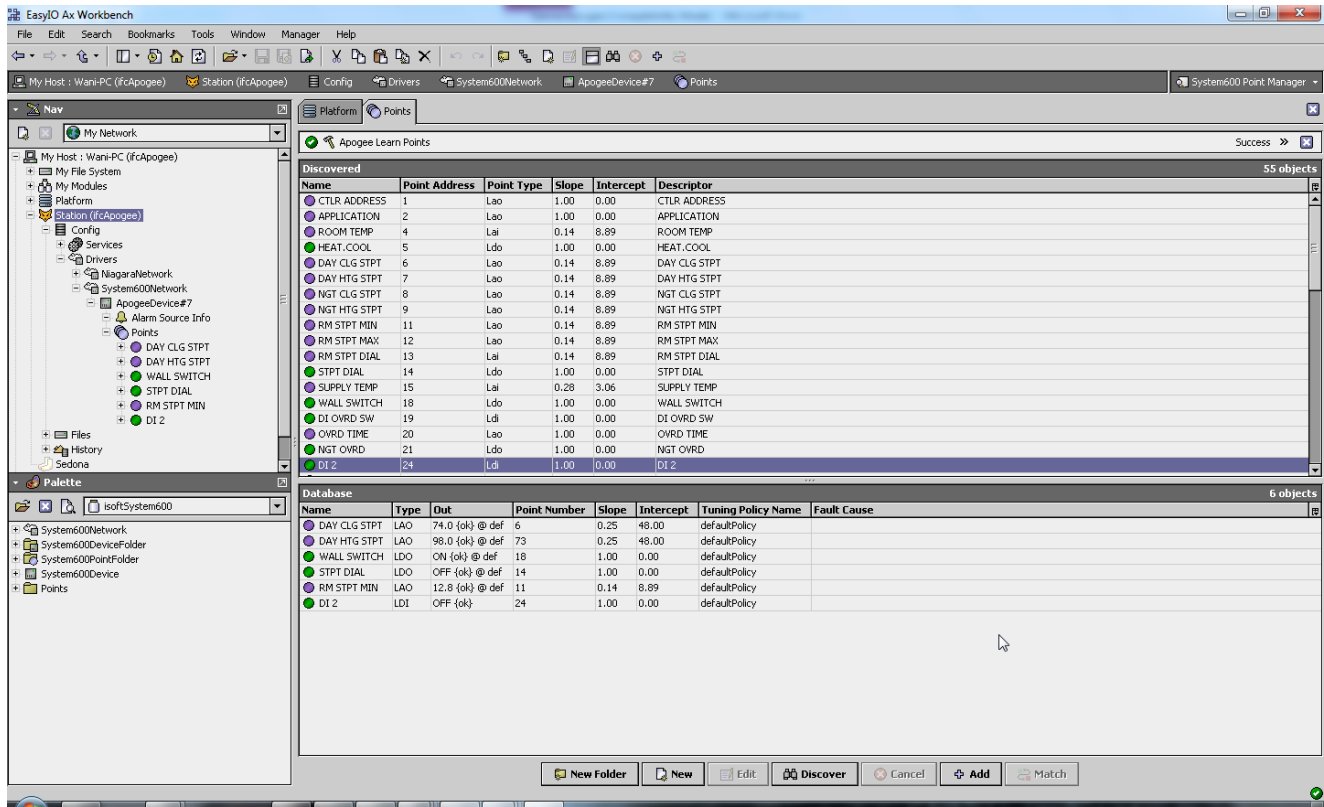 EasyIO Ax Workbench
File Edit Search Bookmarks Tools Window Manager Help
My Host : Wani-PC (ifcApogee) Station (ifcApogee) Config Drivers System600Network ApogeeDevice#7 Points System600 Point Manager
Nav
My Network
My Host : Wani-PC (ifcApogee)
My File System
My Modules
Platform
Station (ifcApogee)
Config
Services
Drivers
NiagaraNetwork
System600Network
ApogeeDevice#7
Alarm Source Info
Points
DAY CLG STPT
DAY HTG STPT
WALL SWITCH
STPT DIAL
RM STPT MIN
DI 2
Files
History
Sedona
Palette
isoftSystem600
System600Network
System600DeviceFolder
System600PointFolder
System600Device
Points
Platform Points
Apogee Learn Points Success »
Discovered 55 objects
Name Point Address Point Type Slope Intercept Descriptor
CTLR ADDRESS 1 Lao 1.00 0.00 CTLR ADDRESS
APPLICATION 2 Lao 1.00 0.00 APPLICATION
ROOM TEMP 4 Lai 0.14 8.89 ROOM TEMP
HEAT.COOL 5 Ldo 1.00 0.00 HEAT.COOL
DAY CLG STPT 6 Lao 0.14 8.89 DAY CLG STPT
DAY HTG STPT 7 Lao 0.14 8.89 DAY HTG STPT
NGT CLG STPT 8 Lao 0.14 8.89 NGT CLG STPT
NGT HTG STPT 9 Lao 0.14 8.89 NGT HTG STPT
RM STPT MIN 11 Lao 0.14 8.89 RM STPT MIN
RM STPT MAX 12 Lao 0.14 8.89 RM STPT MAX
RM STPT DIAL 13 Lai 0.14 8.89 RM STPT DIAL
STPT DIAL 14 Ldo 1.00 0.00 STPT DIAL
SUPPLY TEMP 15 Lai 0.28 3.06 SUPPLY TEMP
WALL SWITCH 18 Ldo 1.00 0.00 WALL SWITCH
DI OVRD SW 19 Ldi 1.00 0.00 DI OVRD SW
OVRD TIME 20 Lao 1.00 0.00 OVRD TIME
NGT OVRD 21 Ldo 1.00 0.00 NGT OVRD
DI 2 24 Ldi 1.00 0.00 DI 2
Database 6 objects
Name Type Out Point Number Slope Intercept Tuning Policy Name Fault Cause
DAY CLG STPT LAO 74.0 {ok} @ def 6 0.25 48.00 defaultPolicy
DAY HTG STPT LAO 98.0 {ok} @ def 73 0.25 48.00 defaultPolicy
WALL SWITCH LDO ON {ok} @ def 18 1.00 0.00 defaultPolicy
STPT DIAL LDO OFF {ok} @ def 14 1.00 0.00 defaultPolicy
RM STPT MIN LAO 12.8 {ok} @ def 11 0.14 8.89 defaultPolicy
DI 2 LDI OFF {ok} 24 1.00 0.00 defaultPolicy
New Folder New Edit Discover Cancel Add Match